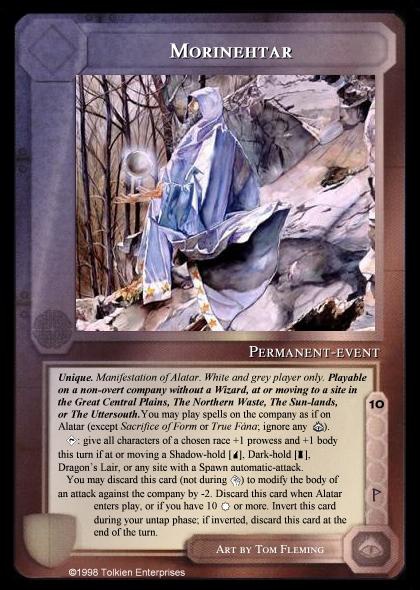 MORINEHTAR
PERMANENT-EVENT
Unique. Manifestation of Alatar. White and grey player only. Playable
on a non-overt company without a Wizard, at or moving to a site in
the Great Central Plains, The Northern Waste, The Sun-lands,
or The Uttersouth.You may play spells on the company as if on
Alatar (except Sacrifice of Form or True Fána; ignore any ).
: give all characters of a chosen race +1 prowess and +1 body
this turn if at or moving a Shadow-hold [ ], Dark-hold [ ],
Dragon's Lair, or any site with a Spawn automatic-attack.
You may discard this card (not during ) to modify the body of
an attack against the company by -2. Discard this card when Alatar
enters play, or if you have 10 or more. Invert this card
during your untap phase; if inverted, discard this card at the
end of the turn.
10
ᚹ
ART BY TOM FLEMING
©1998 Tolkien Enterprises